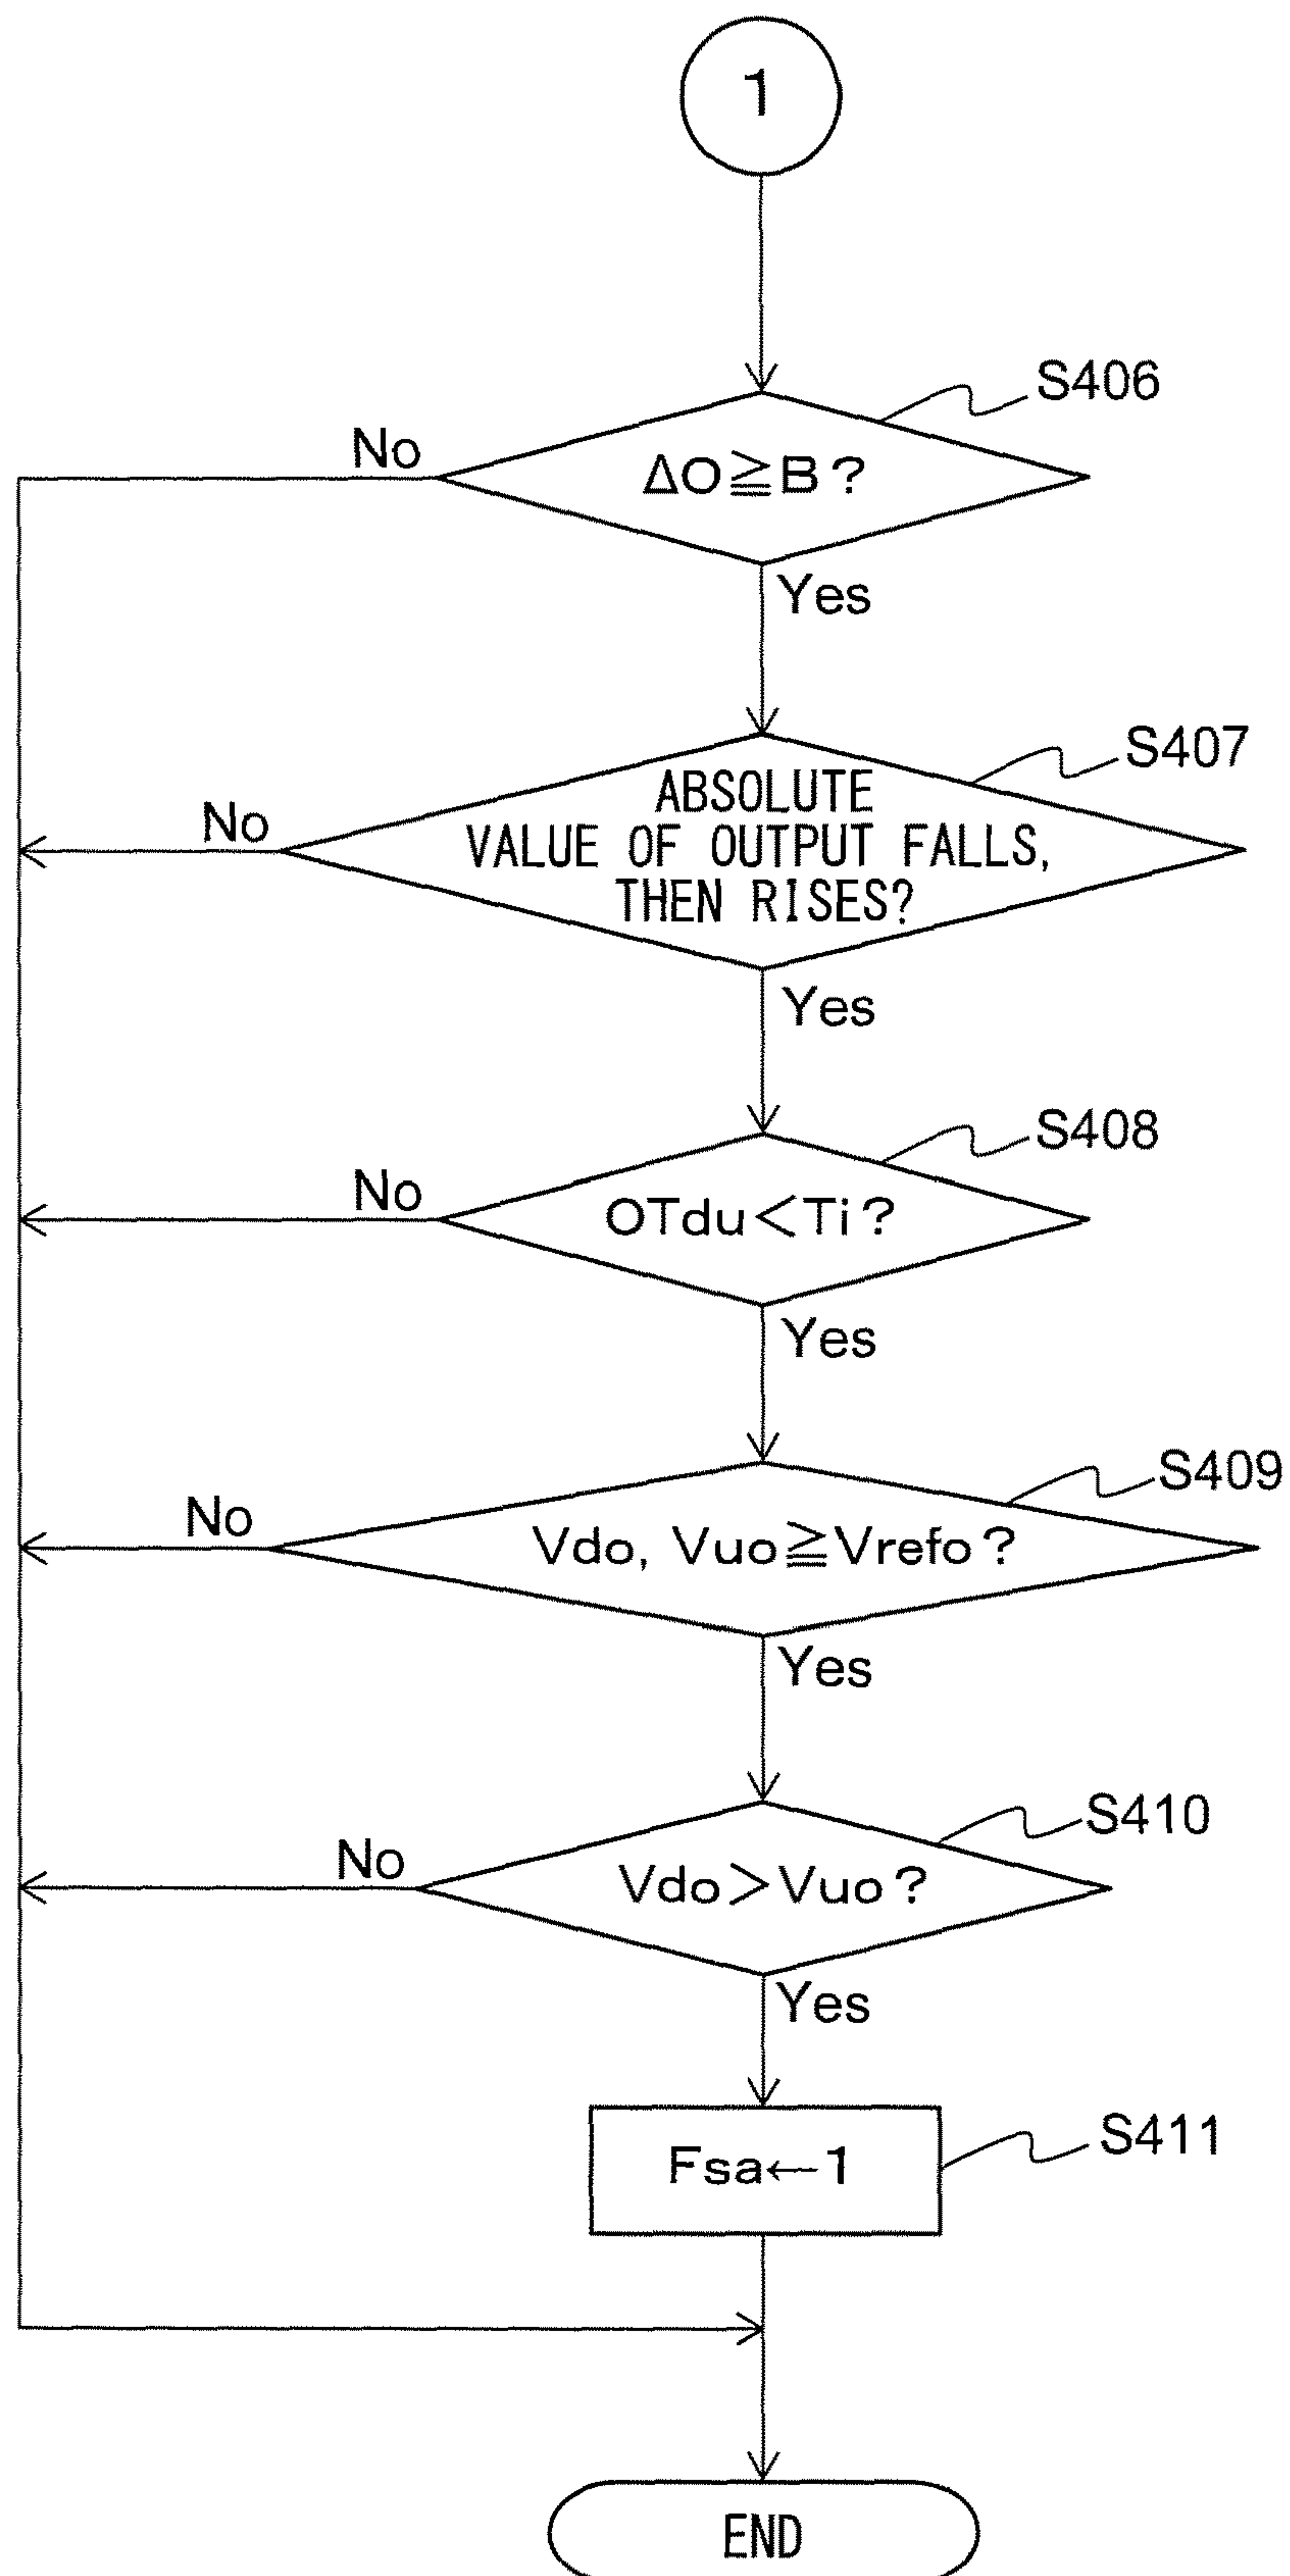 1
S406
No
ΔO≧B?
Yes
S407
No
ABSOLUTE
VALUE OF OUTPUT FALLS,
THEN RISES?
Yes
S408
No
OTdu<Ti?
Yes
S409
No
Vdo, Vuo≧Vrefo?
Yes
S410
No
Vdo>Vuo?
Yes
S411
Fsa←1
END